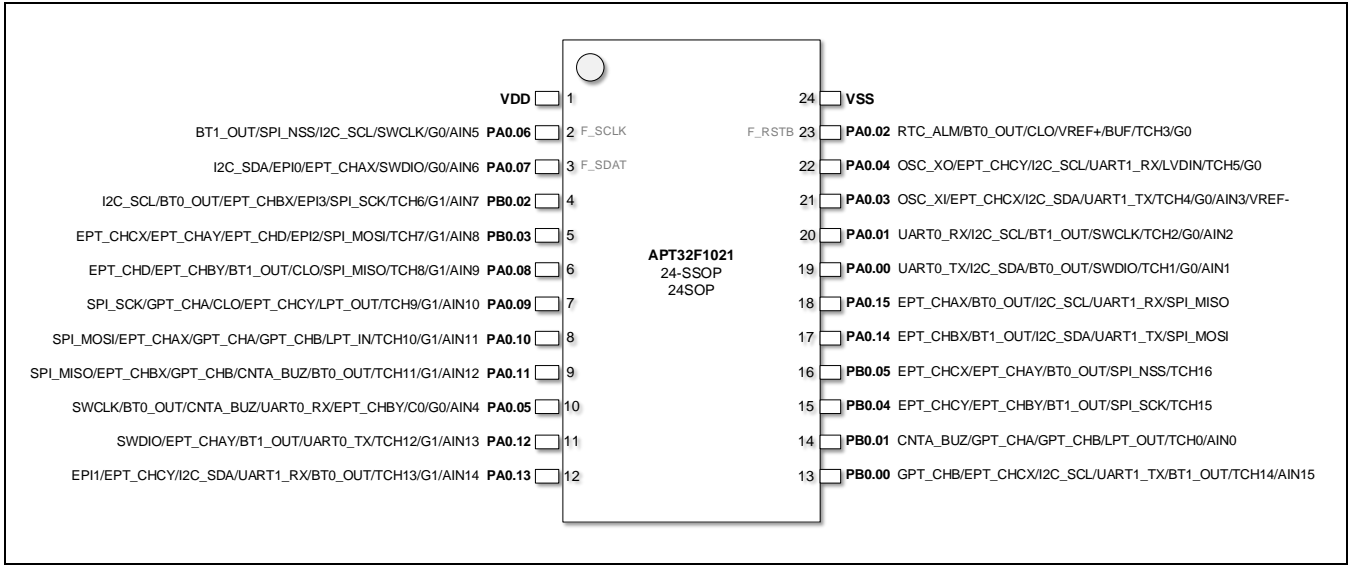 VDD 1
BT1_OUT/SPI_NSS/I2C_SCL/SWCLK/G0/AIN5 PA0.06 2 F_SCLK
I2C_SDA/EPI0/EPT_CHAX/SWDIO/G0/AIN6 PA0.07 3 F_SDAT
I2C_SCL/BT0_OUT/EPT_CHBX/EPI3/SPI_SCK/TCH6/G1/AIN7 PB0.02 4
EPT_CHCX/EPT_CHAY/EPT_CHD/EPI2/SPI_MOSI/TCH7/G1/AIN8 PB0.03 5
EPT_CHD/EPT_CHBY/BT1_OUT/CLO/SPI_MISO/TCH8/G1/AIN9 PA0.08 6
SPI_SCK/GPT_CHA/CLO/EPT_CHCY/LPT_OUT/TCH9/G1/AIN10 PA0.09 7
SPI_MOSI/EPT_CHAX/GPT_CHA/GPT_CHB/LPT_IN/TCH10/G1/AIN11 PA0.10 8
SPI_MISO/EPT_CHBX/GPT_CHB/CNTA_BUZ/BT0_OUT/TCH11/G1/AIN12 PA0.11 9
SWCLK/BT0_OUT/CNTA_BUZ/UART0_RX/EPT_CHBY/C0/G0/AIN4 PA0.05 10
SWDIO/EPT_CHAY/BT1_OUT/UART0_TX/TCH12/G1/AIN13 PA0.12 11
EPI1/EPT_CHCY/I2C_SDA/UART1_RX/BT0_OUT/TCH13/G1/AIN14 PA0.13 12
APT32F1021
24-SSOP
24SOP
24 VSS
F_RSTB 23 PA0.02 RTC_ALM/BT0_OUT/CLO/VREF+/BUF/TCH3/G0
22 PA0.04 OSC_XO/EPT_CHCY/I2C_SCL/UART1_RX/LVDIN/TCH5/G0
21 PA0.03 OSC_XI/EPT_CHCX/I2C_SDA/UART1_TX/TCH4/G0/AIN3/VREF-
20 PA0.01 UART0_RX/I2C_SCL/BT1_OUT/SWCLK/TCH2/G0/AIN2
19 PA0.00 UART0_TX/I2C_SDA/BT0_OUT/SWDIO/TCH1/G0/AIN1
18 PA0.15 EPT_CHAX/BT0_OUT/I2C_SCL/UART1_RX/SPI_MISO
17 PA0.14 EPT_CHBX/BT1_OUT/I2C_SDA/UART1_TX/SPI_MOSI
16 PB0.05 EPT_CHCX/EPT_CHAY/BT0_OUT/SPI_NSS/TCH16
15 PB0.04 EPT_CHCY/EPT_CHBY/BT1_OUT/SPI_SCK/TCH15
14 PB0.01 CNTA_BUZ/GPT_CHA/GPT_CHB/LPT_OUT/TCH0/AIN0
13 PB0.00 GPT_CHB/EPT_CHCX/I2C_SCL/UART1_TX/BT1_OUT/TCH14/AIN15